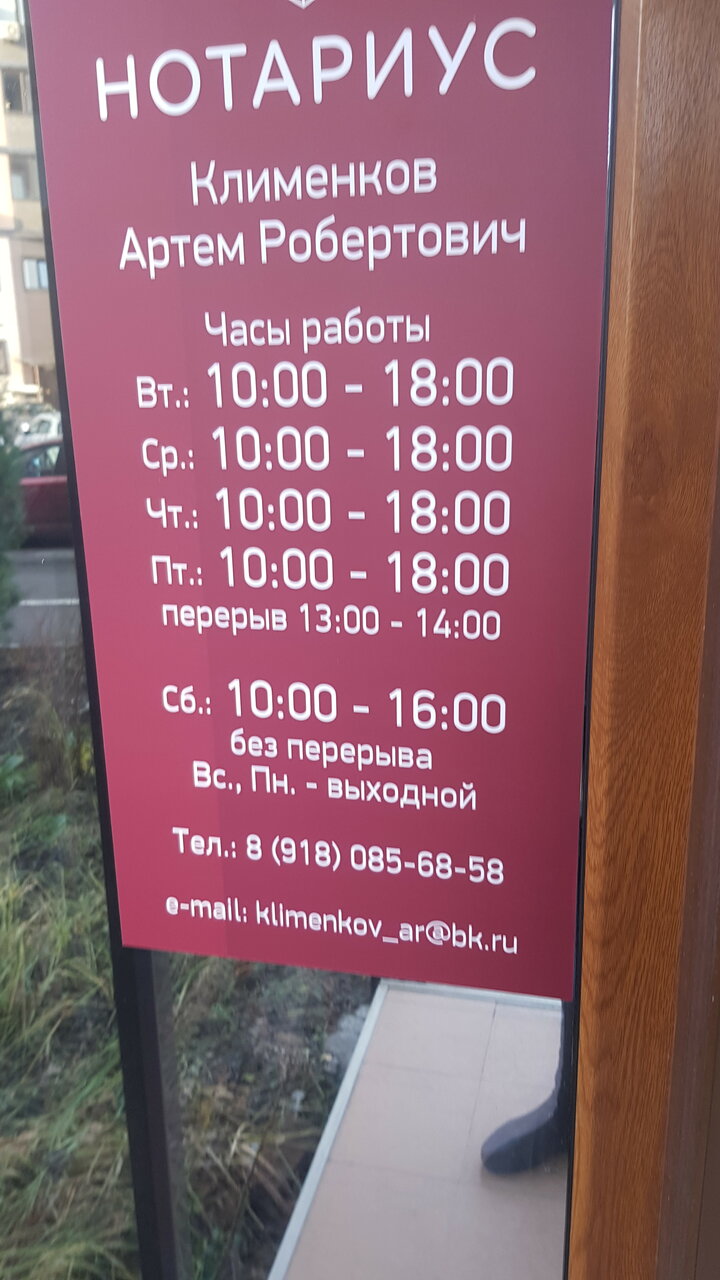 НОТАРИУС
Клименков
Артем Робертович
Часы работы
Вт.: 10:00 - 18:00
Ср.: 10:00 - 18:00
Чт.: 10:00 - 18:00
Пт.: 10:00 - 18:00
перерыв 13:00 - 14:00
Сб.: 10:00 - 16:00
без перерыва
Вс., Пн. - выходной
Тел.: 8 (918) 085-68-58
e-mail: klimenkov_ar@bk.ru